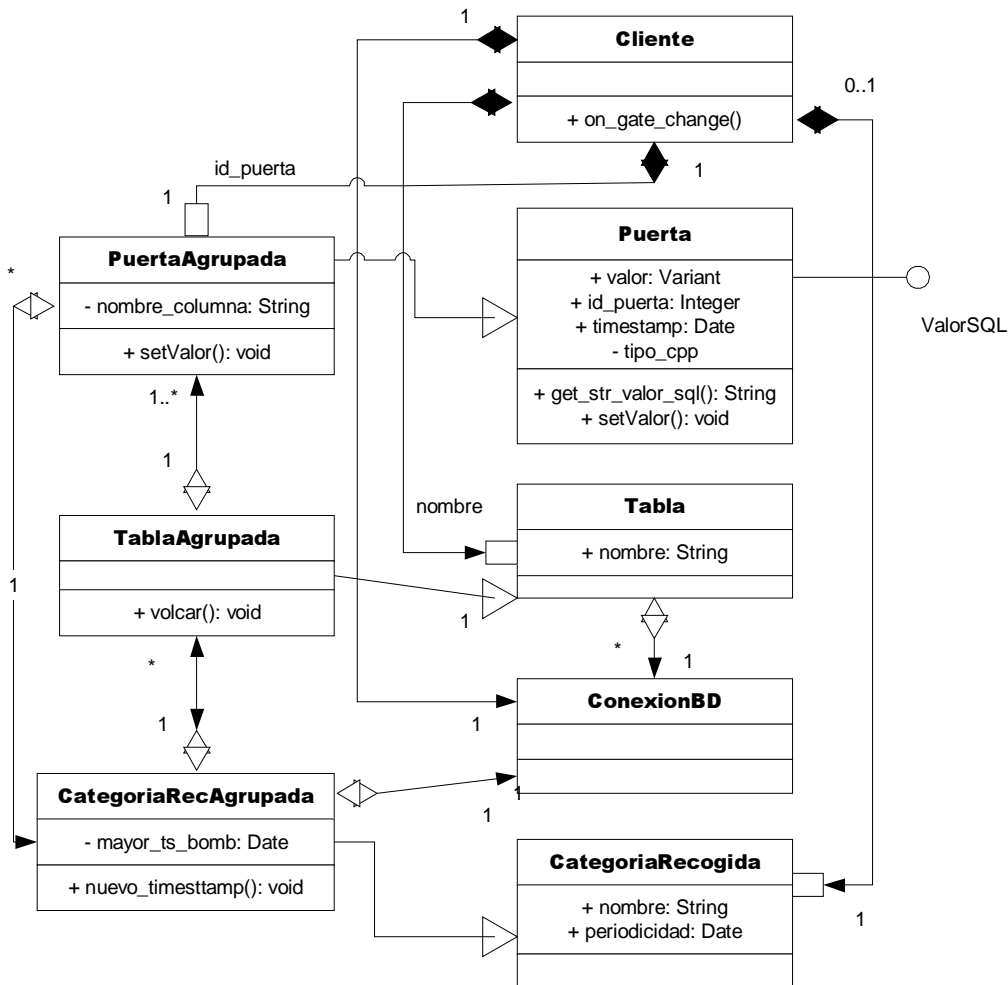 1
Cliente
0..1
+ on_gate_change()
id_puerta
1
1
Puerta
PuertaAgrupada
*
+ valor: Variant
- nombre_columna: String
+ id_puerta: Integer
+ timestamp: Date
ValorSQL
+ setValor(): void
- tipo_cpp
1..*
+ get_str_valor_sql(): String
+ setValor(): void
1
nombre
Tabla
TablaAgrupada
+ nombre: String
1
+ volcar(): void
1
*
*
1
ConexionBD
1
1
CategoriaRecAgrupada
1
1
- mayor_ts_bomb: Date
CategoriaRecogida
+ nuevo_timesttamp(): void
+ nombre: String
1
+ periodicidad: Date